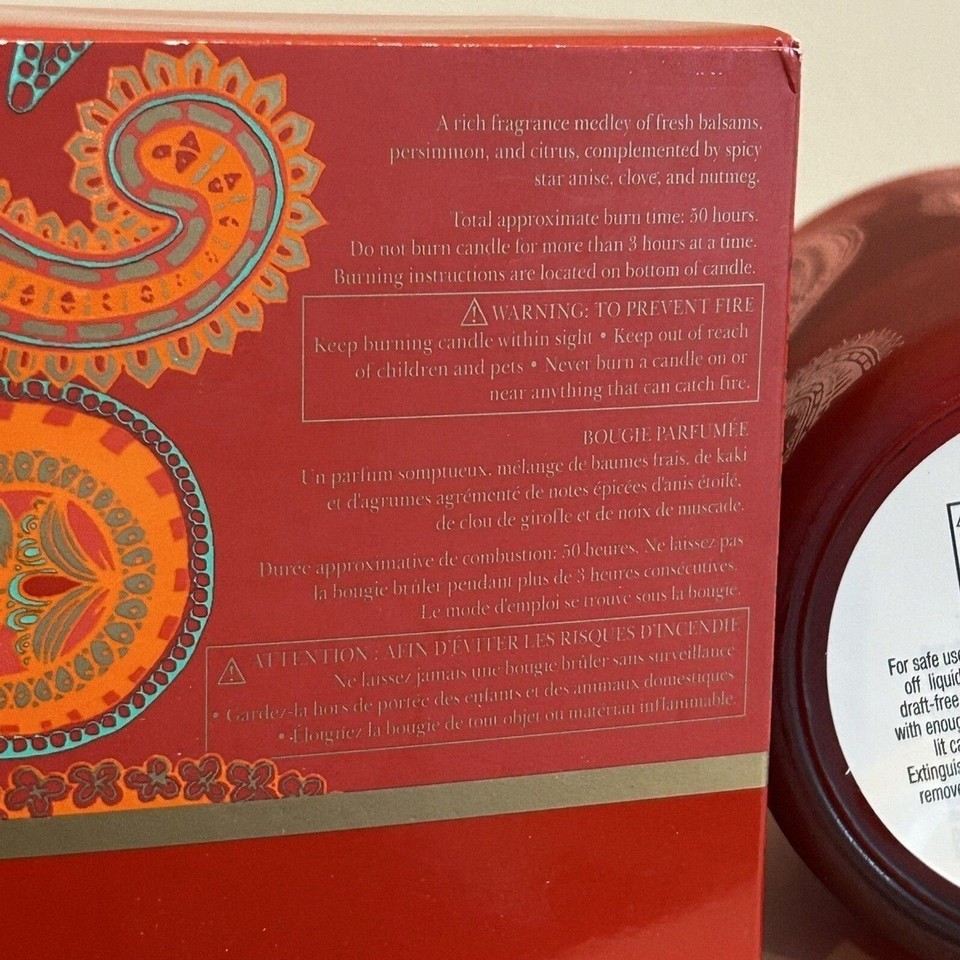 A rich fragrance medley of fresh balsams,
persimmon, and citrus, complemented by spicy
star anise, clove, and nutmeg.
Total approximate burn time: 50 hours.
Do not burn candle for more than 3 hours at a time.
Burning instructions are located on bottom of candle.
⚠ WARNING: TO PREVENT FIRE
Keep burning candle within sight • Keep out of reach
of children and pets • Never burn a candle on or
near anything that can catch fire.
BOUGIE PARFUMÉE
Un parfum somptueux, mélange de baumes frais, de kaki
et d'agrumes agrémenté de notes épicées d'anis étoilé,
de clou de girofle et de noix de muscade.
Durée approximative de combustion: 50 heures. Ne laissez pas
la bougie brûler pendant plus de 3 heures consécutives.
Le mode d'emploi se trouve sous la bougie.
⚠ ATTENTION : AFIN D'ÉVITER LES RISQUES D'INCENDIE
Ne laissez jamais une bougie brûler sans surveillance
• Gardez-la hors de portée des enfants et des animaux domestiques
• Éloignez la bougie de tout objet ou matériau inflammable.
For safe use
off liquid
draft-free
with enoug
lit ca
Extinguis
remove